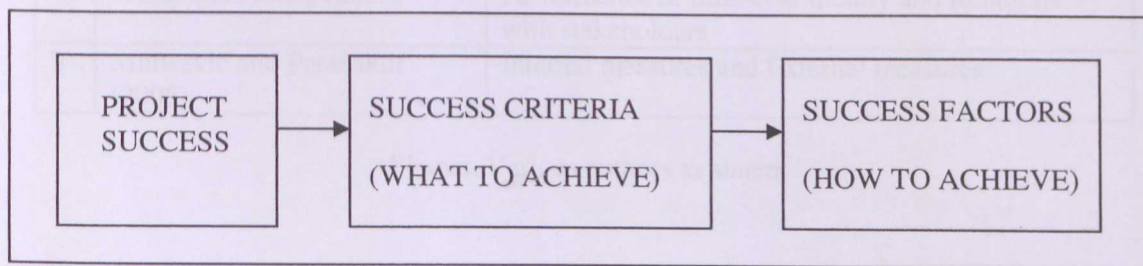 PROJECT
SUCCESS
SUCCESS CRITERIA
(WHAT TO ACHIEVE)
SUCCESS FACTORS
(HOW TO ACHIEVE)